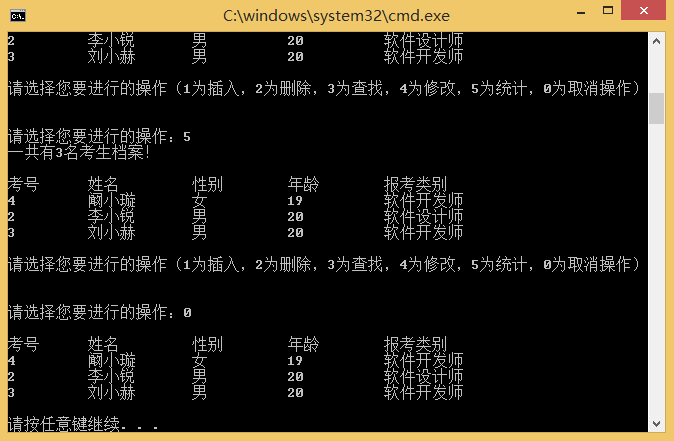 C:\windows\system32\cmd.exe
2 李小锐 男 20 软件设计师
3 刘小赫 男 20 软件开发师
请选择您要进行的操作（1为插入，2为删除，3为查找，4为修改，5为统计，0为取消操作）
请选择您要进行的操作：5
一共有3名考生档案！
考号 姓名 性别 年龄 报考类别
4 阚小璇 女 19 软件开发师
2 李小锐 男 20 软件设计师
3 刘小赫 男 20 软件开发师
请选择您要进行的操作（1为插入，2为删除，3为查找，4为修改，5为统计，0为取消操作）
请选择您要进行的操作：0
考号 姓名 性别 年龄 报考类别
4 阚小璇 女 19 软件开发师
2 李小锐 男 20 软件设计师
3 刘小赫 男 20 软件开发师
请按任意键继续. . .